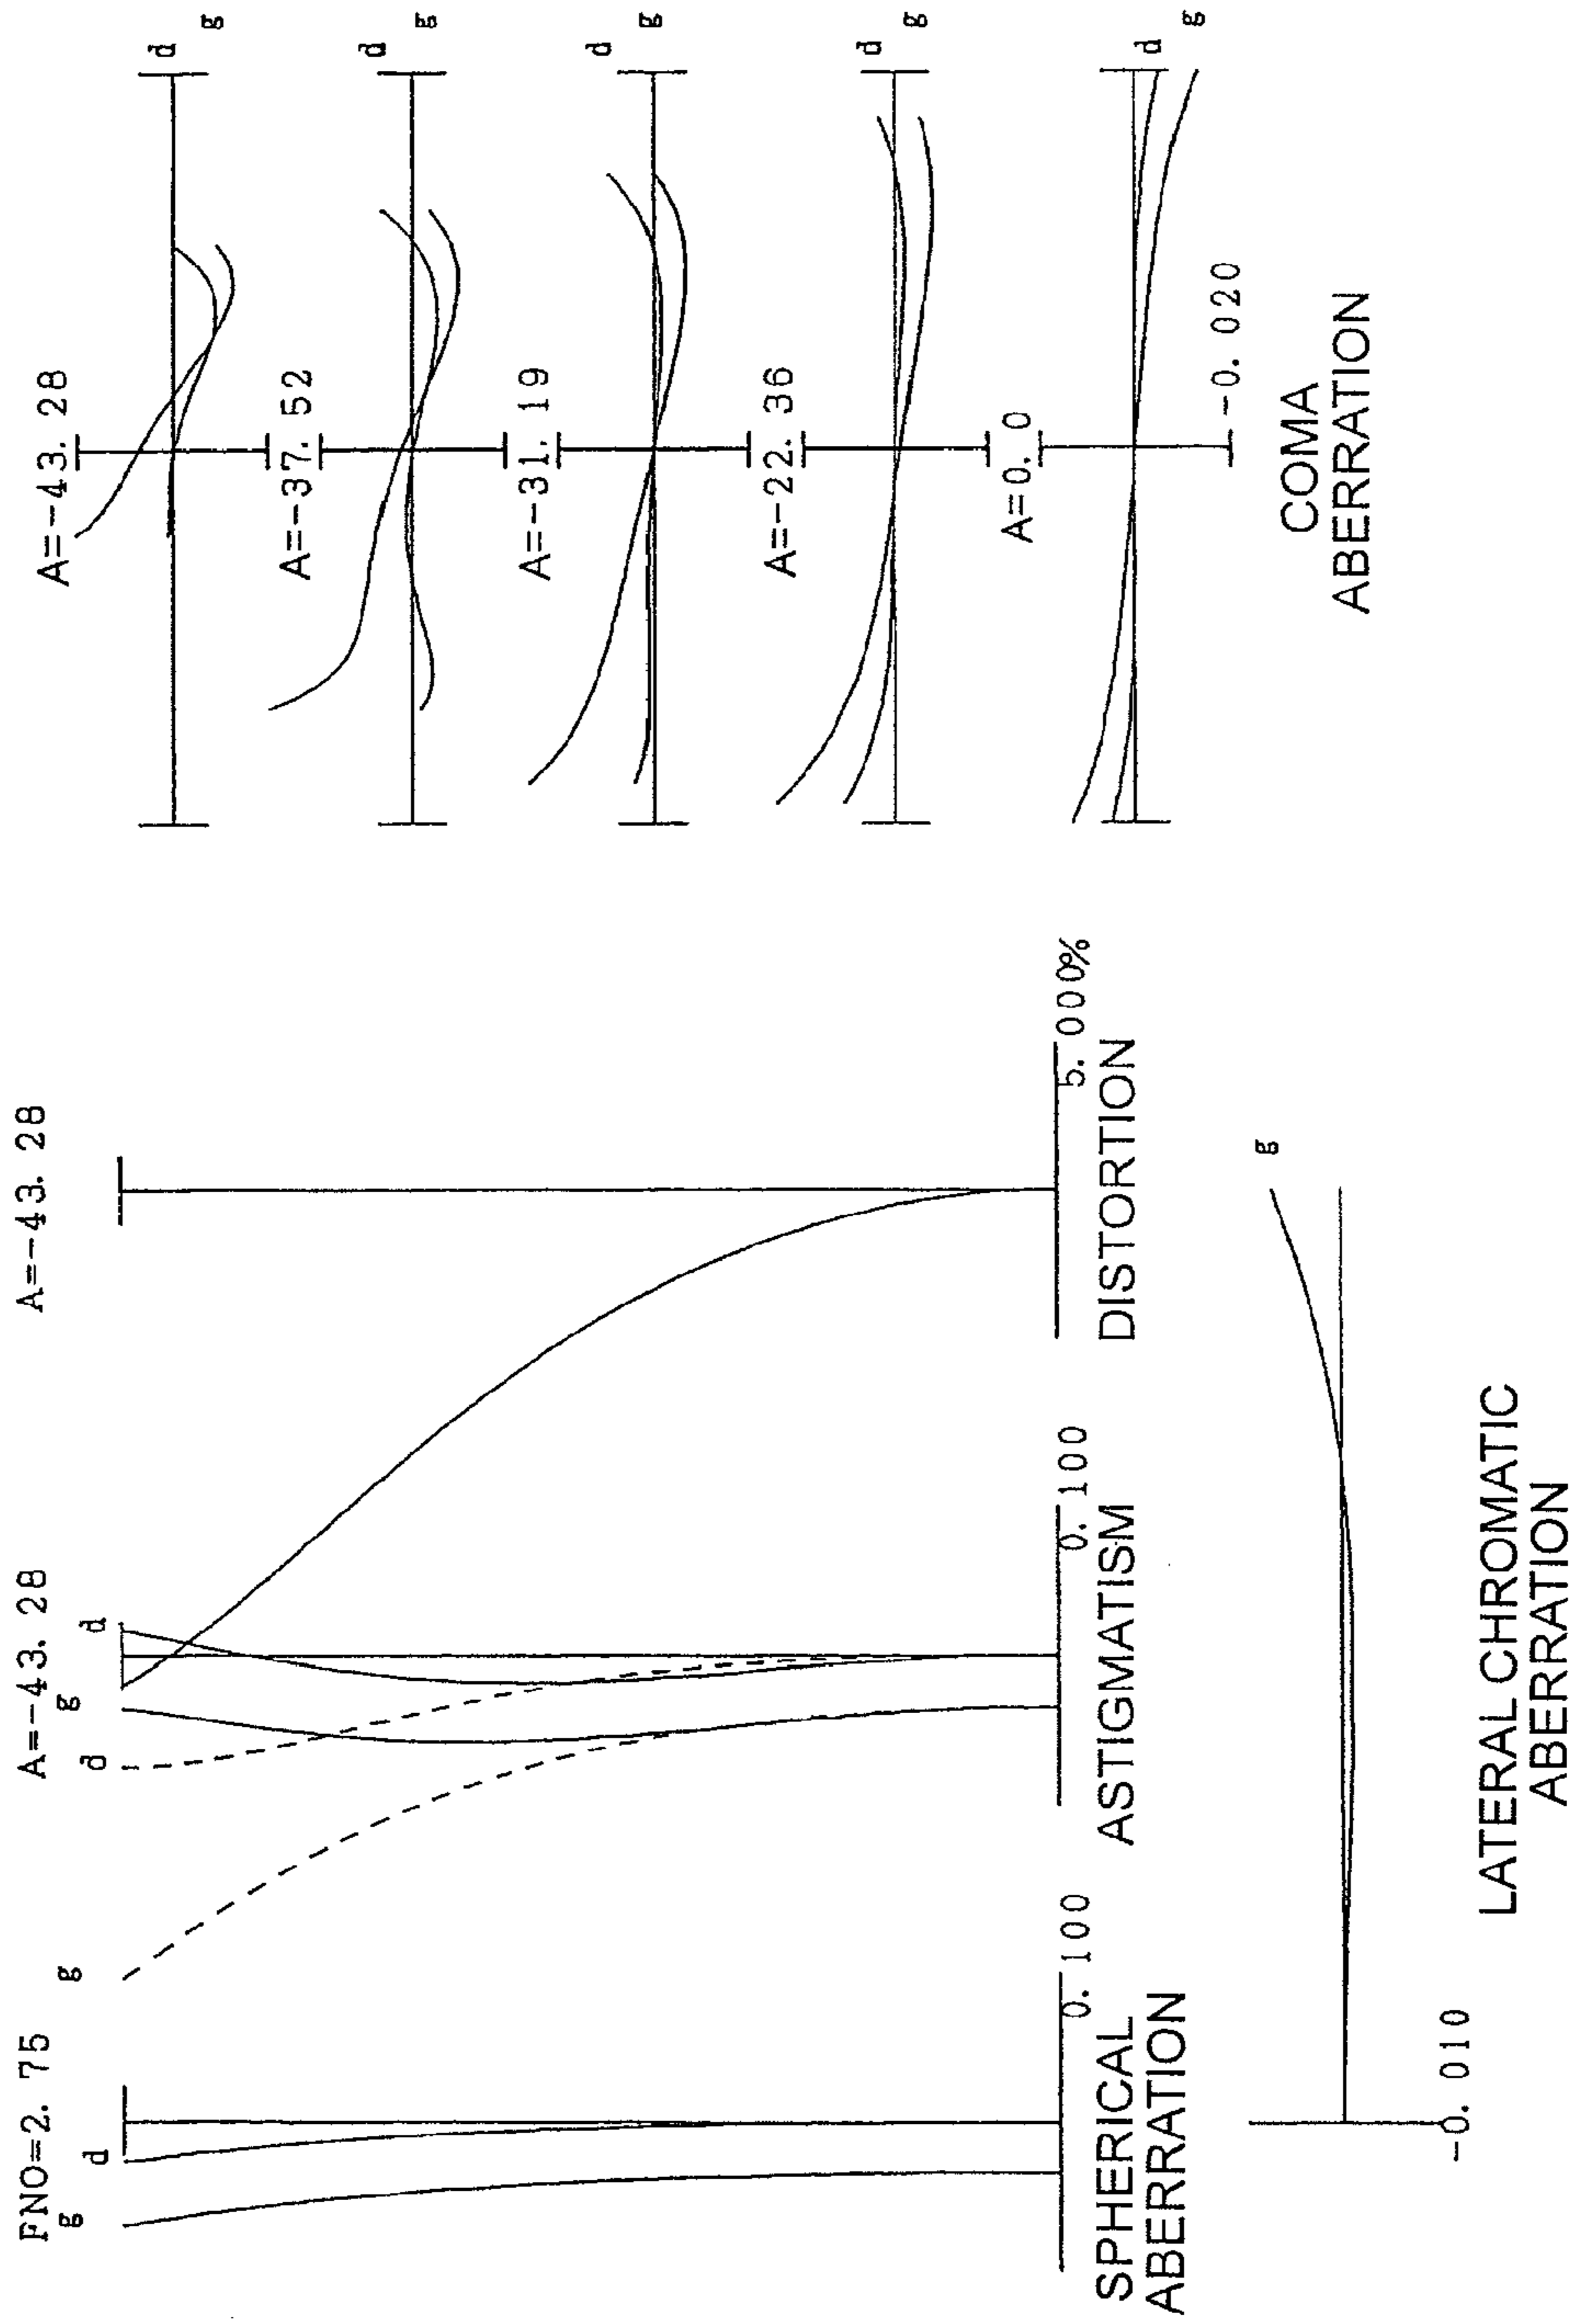 FNO=2. 75
g
d
0. 100
SPHERICAL
ABERRATION
A=-43. 28
g
d
g
d
0. 100
ASTIGMATISM
A=-43. 28
5. 000%
DISTORTION
g
-0. 010
LATERAL CHROMATIC
ABERRATION
A=-43. 28
d
g
A=-37. 52
d
g
A=-31. 19
d
g
A=-22. 36
d
g
A=0. 0
d
g
-0. 020
COMA
ABERRATION